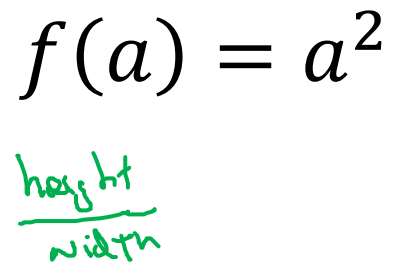 f(a) = a²
height
width